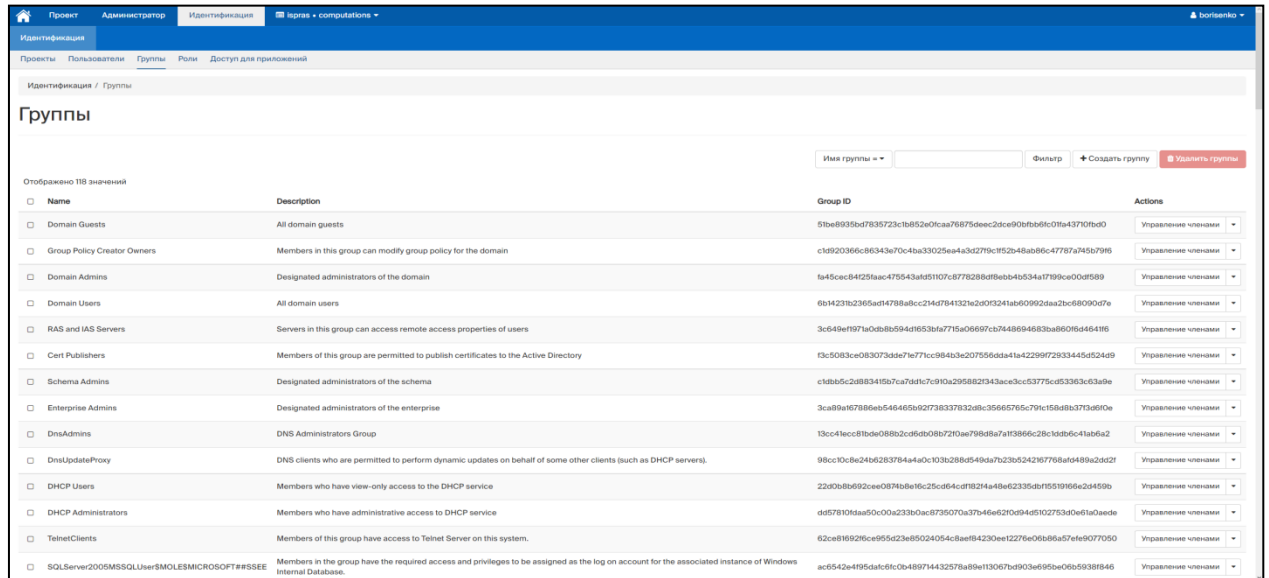 Проект Администратор Идентификация ispras • computations borisenko
Идентификация
Проекты Пользователи Группы Роли Доступ для приложений
Идентификация / Группы
Группы
Имя группы = Фильтр +Создать группу Удалить группы
Отображено 118 значений
Name Description Group ID Actions
Domain Guests All domain guests 51be8935bd7835723c1b852e0fcaa76875deec2dce90bfbb6fc01fa43710fbd0 Управление членами
Group Policy Creator Owners Members in this group can modify group policy for the domain c1d920366c86343e70c4ba33025ea4a3d27f9c1f52b48ab86c47787a745b79f6 Управление членами
Domain Admins Designated administrators of the domain fa45cec84f25faac475543afd51107c8778288df8ebb4b534a17199ce00df589 Управление членами
Domain Users All domain users 6b14231b2365ad14788a8cc214d7841321e2d0f3241ab60992daa2bc68090d7e Управление членами
RAS and IAS Servers Servers in this group can access remote access properties of users 3c649ef1971a0db8b594d1653bfa7715a06697cb7448694683ba860f6d4641f6 Управление членами
Cert Publishers Members of this group are permitted to publish certificates to the Active Directory f3c5083ce083073dde71e771cc984b3e207556dda41a42299f72933445d524d9 Управление членами
Schema Admins Designated administrators of the schema c1dbb5c2d883415b7ca7dd1c7c910a295882f343ace3cc53775cd53363c63a9e Управление членами
Enterprise Admins Designated administrators of the enterprise 3ca89a167886eb546465b92f738337832d8c35665765c791c158d8b37f3d6f0e Управление членами
DnsAdmins DNS Administrators Group 13cc41ecc81bde088b2cd6db08b72f0ae798d8a7a1f3866c28c1ddb6c41ab6a2 Управление членами
DnsUpdateProxy DNS clients who are permitted to perform dynamic updates on behalf of some other clients (such as DHCP servers). 98cc10c8e24b6283784a4a0c103b288d549da7b23b5242167768afd489a2dd2f Управление членами
DHCP Users Members who have view-only access to the DHCP service 22d0b8b692cee0874b8e16c25cd64cdf182f4a48e62335dbf15519166e2d459b Управление членами
DHCP Administrators Members who have administrative access to DHCP service dd57810fdaa50c00a233b0ac8735070a37b46e62f0d94d5102753d0e61a0aede Управление членами
TelnetClients Members of this group have access to Telnet Server on this system. 62ce81692f6ce955d23e85024054c8aef84230ee12276e06b86a57efe9077050 Управление членами
SQLServer2005MSSQLUser$MOLE$MICROSOFT##SSEE Members in the group have the required access and privileges to be assigned as the log on account for the associated instance of Windows ac6542e4f95dafc6fc0b489714432578a89e113067bd903e695be06b5938f846 Управление членами
Internal Database.